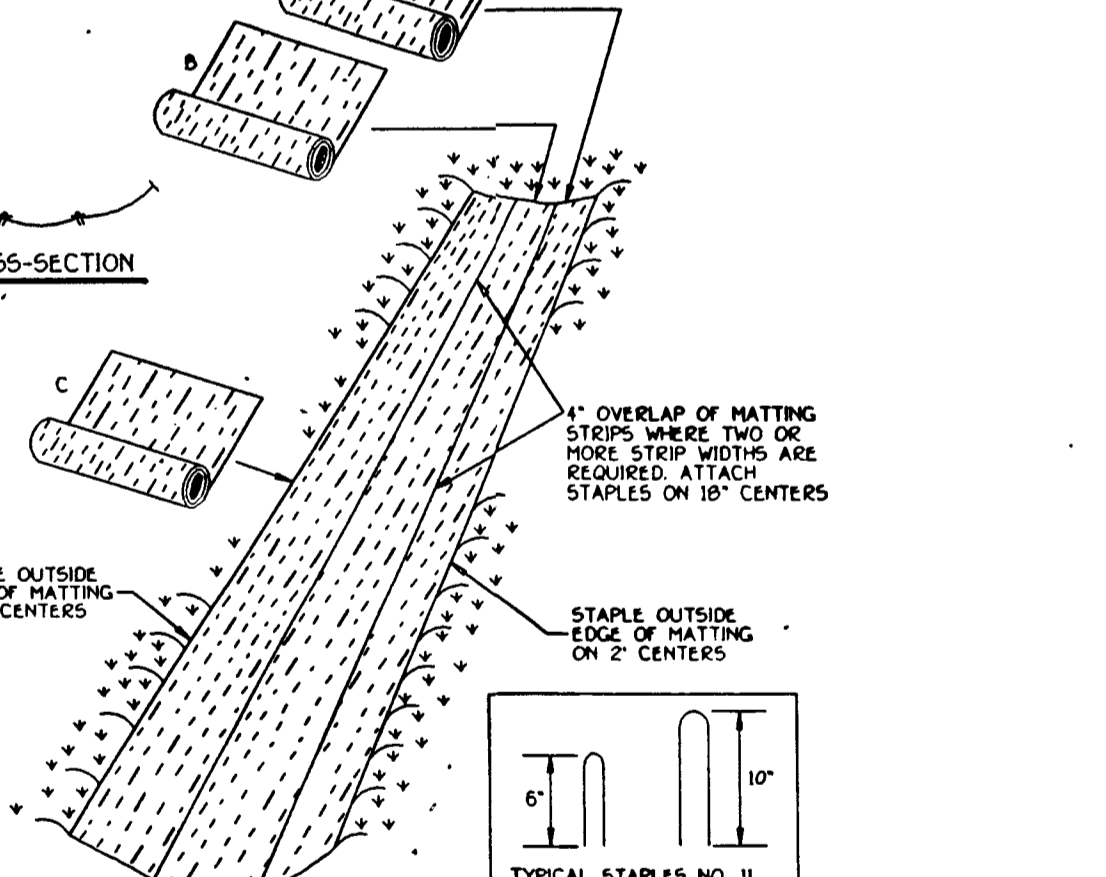 B
SS-SECTION
C
4" OVERLAP OF MATTING
STRIPS WHERE TWO OR
MORE STRIP WIDTHS ARE
REQUIRED. ATTACH
STAPLES ON 18" CENTERS
OUTSIDE
OF MATTING
CENTERS
STAPLE OUTSIDE
EDGE OF MATTING
ON 2' CENTERS
6"
10"
TYPICAL STAPLES NO. 11